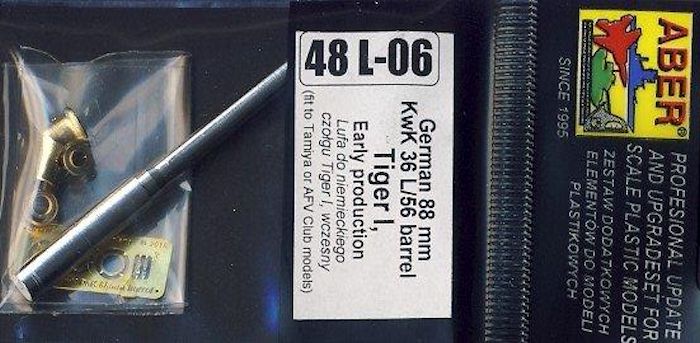 48 L-06
German 88 mm
KwK 36 L/56 barrel
Tiger I,
Early production
Lufa do niemieckiego
czołgu Tiger I, wczesny
(fit to Tamiya or AFV Club models)
ABER®
SINCE 1995
PROFESIONAL UPDATE
AND UPGRADESET FOR
SCALE PLASTIC MODELS
ZESTAW DODATKOWYCH
ELEMENTÓW DO MODELI
PLASTIKOWYCH